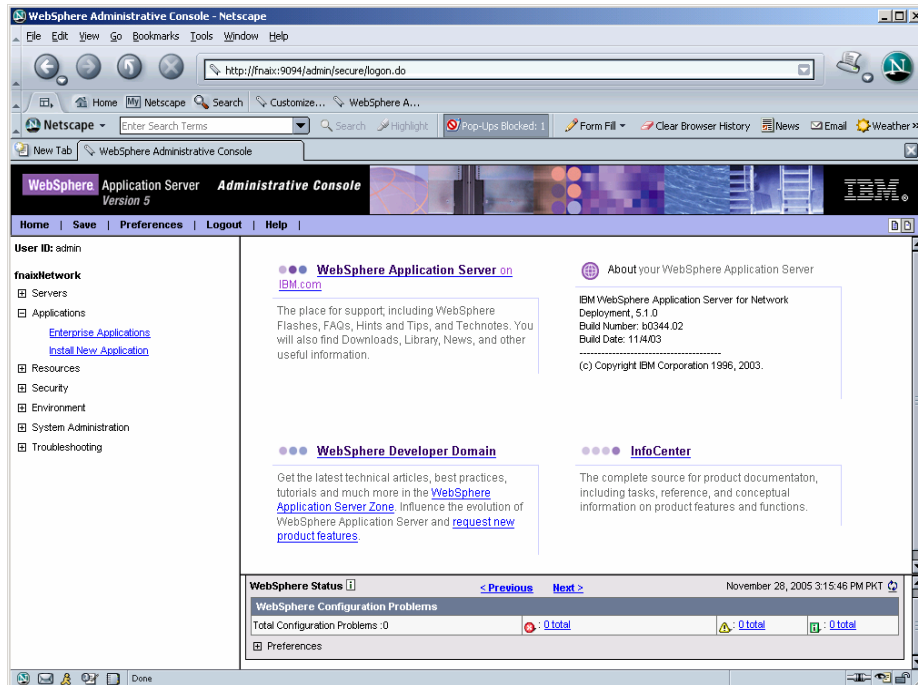 WebSphere Administrative Console - Netscape
File Edit View Go Bookmarks Tools Window Help
http://fnaix:9094/admin/secure/logon.do
Home My Netscape Search Customize... WebSphere A...
Netscape Enter Search Terms Search Highlight Pop-Ups Blocked: 1 Form Fill Clear Browser History News Email Weather
New Tab WebSphere Administrative Console
WebSphere Application Server Administrative Console
Version 5
IBM
Home | Save | Preferences | Logout | Help |
User ID: admin
fnaixNetwork
Servers
Applications
Enterprise Applications
Install New Application
Resources
Security
Environment
System Administration
Troubleshooting
WebSphere Application Server on
IBM.com
The place for support; including WebSphere
Flashes, FAQs, Hints and Tips, and Technotes. You
will also find Downloads, Library, News, and other
useful information.
About your WebSphere Application Server
IBM WebSphere Application Server for Network
Deployment, 5.1.0
Build Number: b0344.02
Build Date: 11/4/03
----------------------------------------
(c) Copyright IBM Corporation 1996, 2003.
WebSphere Developer Domain
Get the latest technical articles, best practices,
tutorials and much more in the WebSphere
Application Server Zone. Influence the evolution of
WebSphere Application Server and request new
product features.
InfoCenter
The complete source for product documentaton,
including tasks, reference, and conceptual
information on product features and functions.
WebSphere Status i < Previous Next > November 28, 2005 3:15:46 PM PKT
WebSphere Configuration Problems
Total Configuration Problems :0 : 0 total : 0 total : 0 total
Preferences
Done